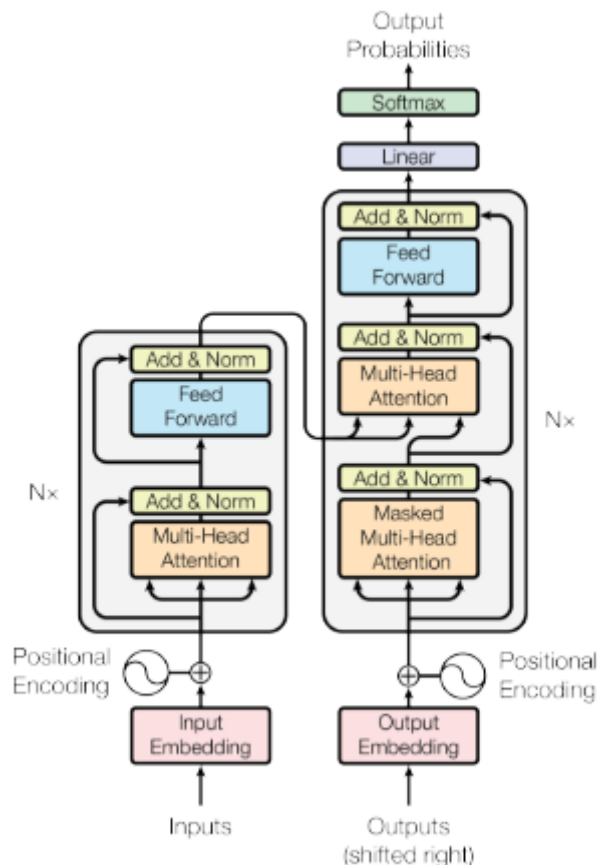 Output
Probabilities
Softmax
Linear
Add & Norm
Feed
Forward
Add & Norm
Multi-Head
Attention
Nx
Add & Norm
Masked
Multi-Head
Attention
Add & Norm
Feed
Forward
Nx
Add & Norm
Multi-Head
Attention
Positional
Encoding
Positional
Encoding
Input
Embedding
Output
Embedding
Inputs
Outputs
(shifted right)